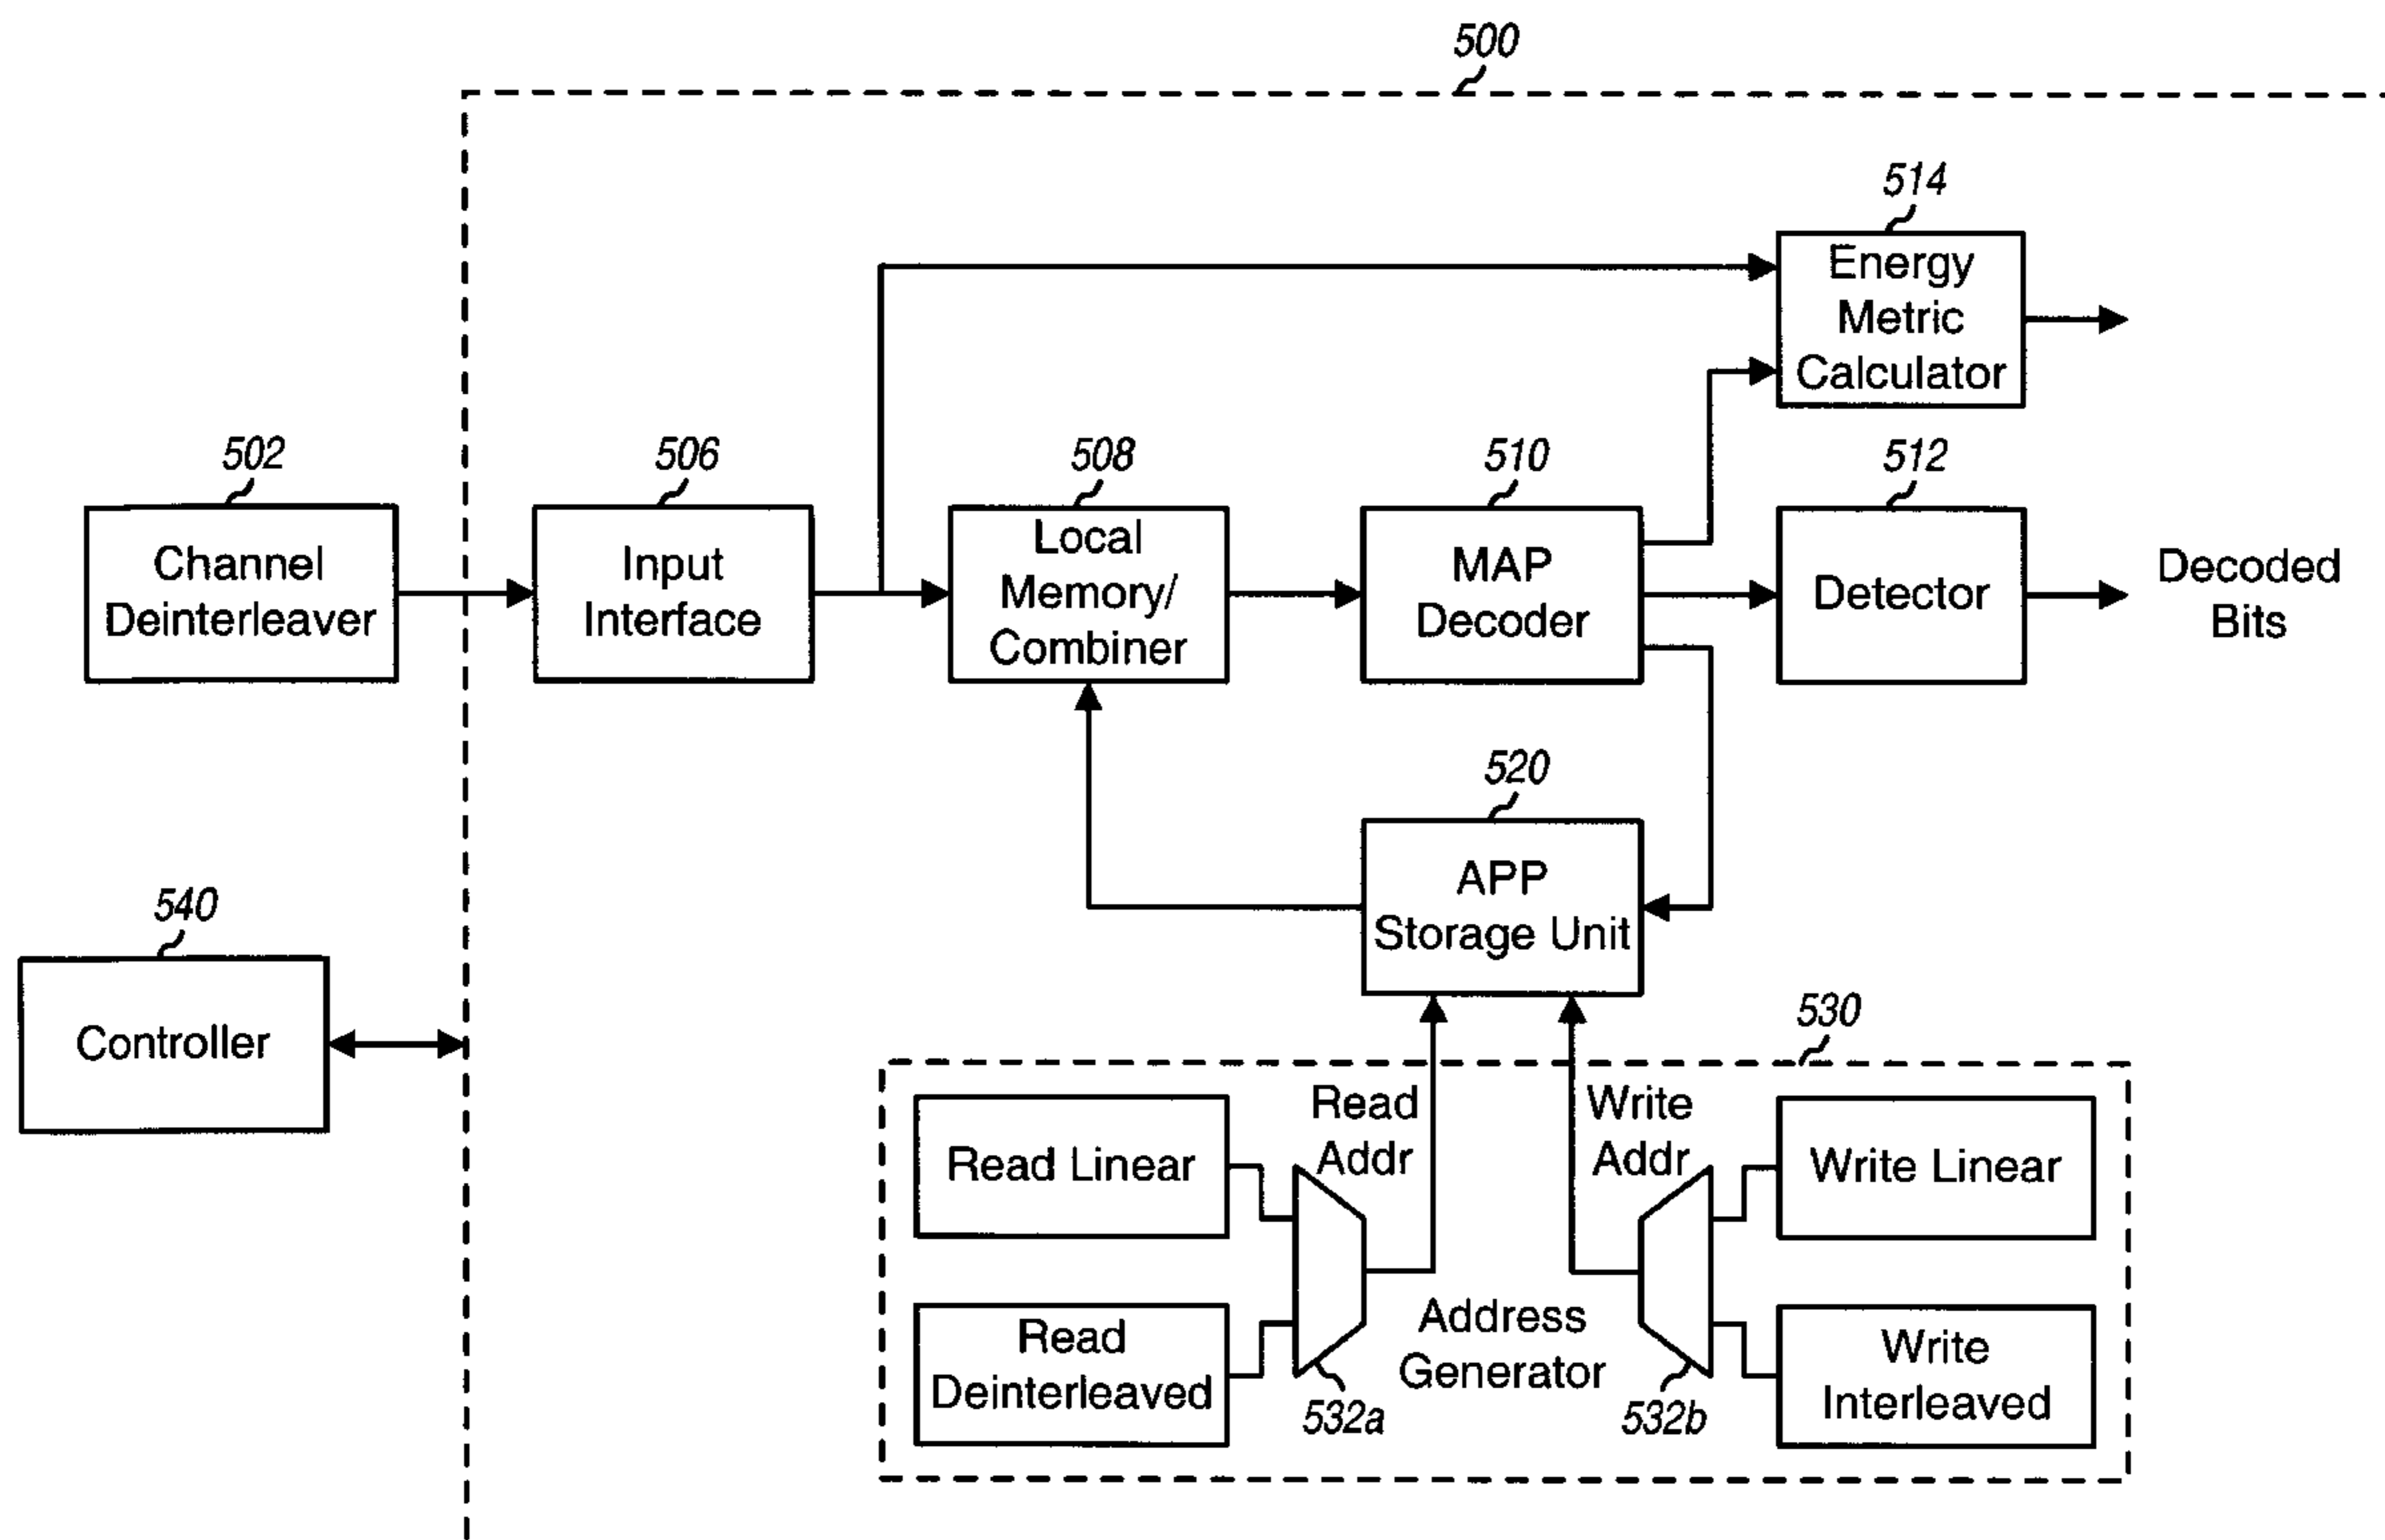 500
514
Energy
Metric
Calculator
502
506
508
510
512
Channel
Deinterleaver
Input
Interface
Local
Memory/
Combiner
MAP
Decoder
Detector
Decoded
Bits
520
APP
Storage Unit
540
Controller
530
Read
Addr
Write
Addr
Read Linear
Write Linear
Read
Deinterleaved
Address
Generator
Write
Interleaved
532a
532b